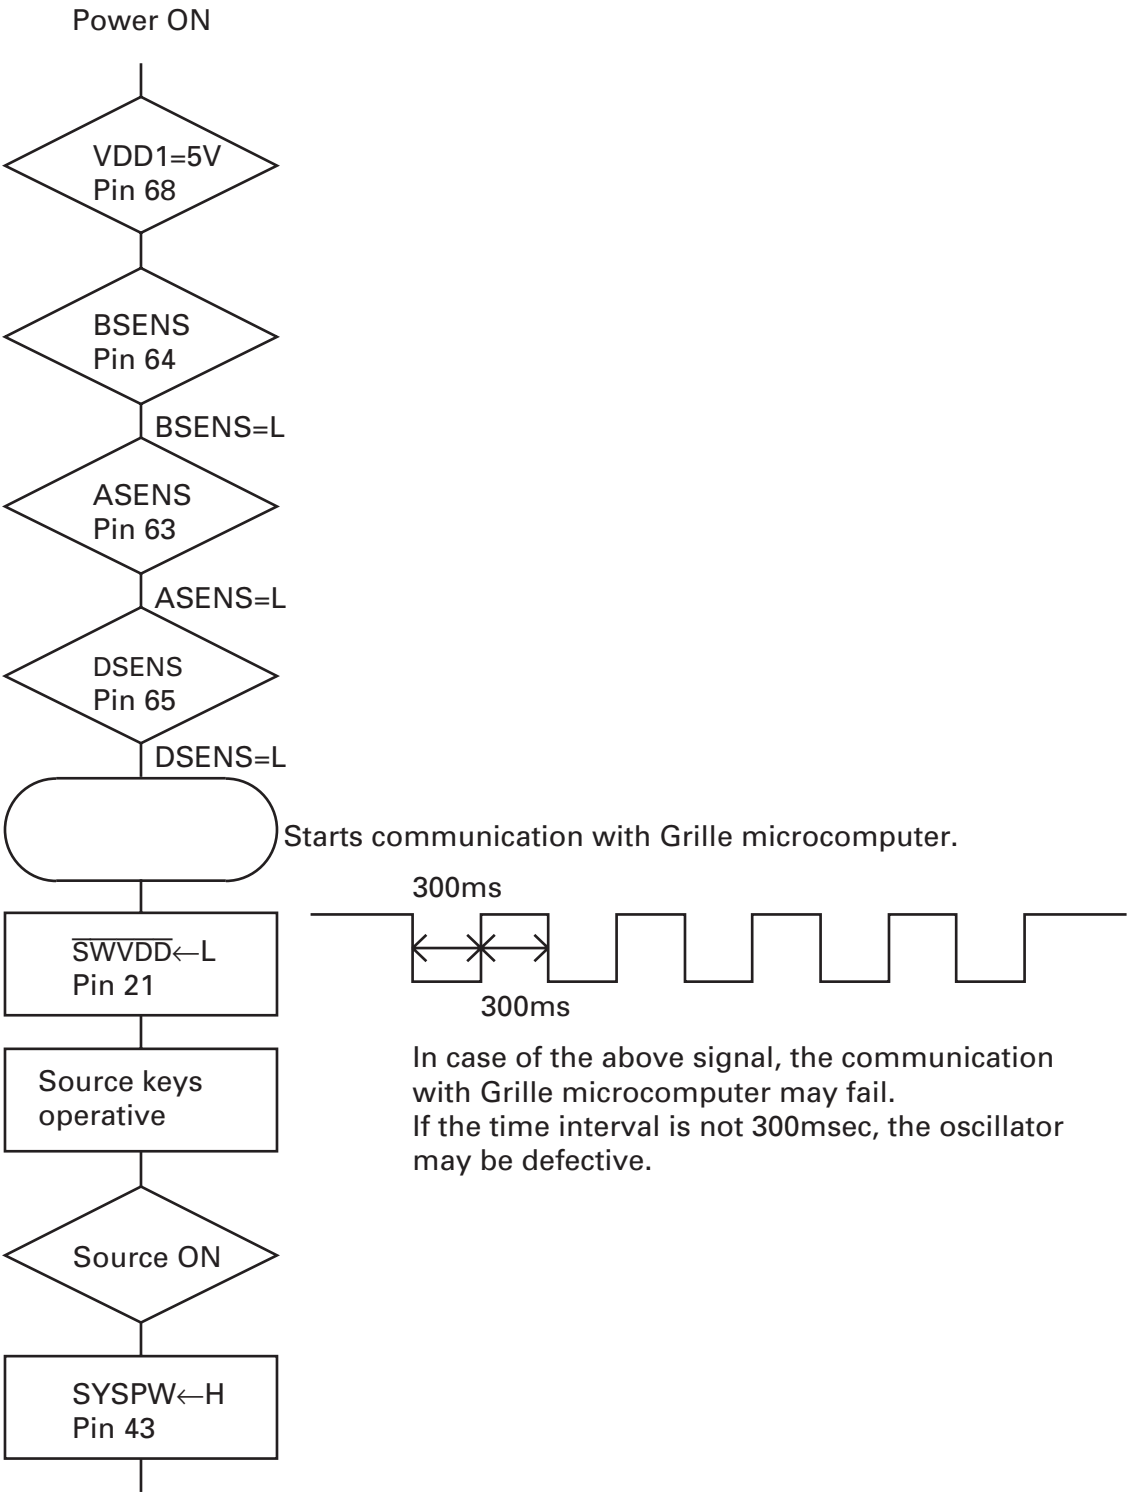 Power ON
VDD1=5V
Pin 68
BSENS
Pin 64
BSENS=L
ASENS
Pin 63
ASENS=L
DSENS
Pin 65
DSENS=L
Starts communication with Grille microcomputer.
300ms
SWVDD←L
Pin 21
300ms
In case of the above signal, the communication
with Grille microcomputer may fail.
If the time interval is not 300msec, the oscillator
may be defective.
Source keys
operative
Source ON
SYSPW←H
Pin 43